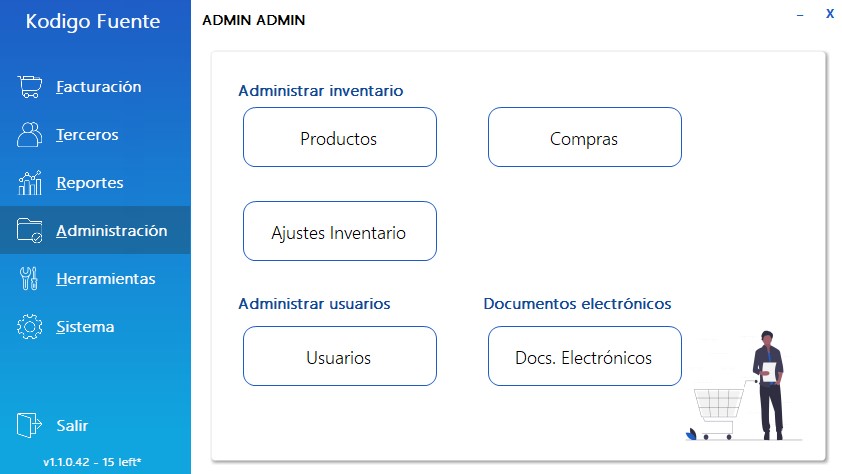 Kodigo Fuente
ADMIN ADMIN
– X
Facturación
Terceros
Reportes
Administración
Herramientas
Sistema
Salir
v1.1.0.42 - 15 left*
Administrar inventario
Productos
Compras
Ajustes Inventario
Administrar usuarios
Documentos electrónicos
Usuarios
Docs. Electrónicos